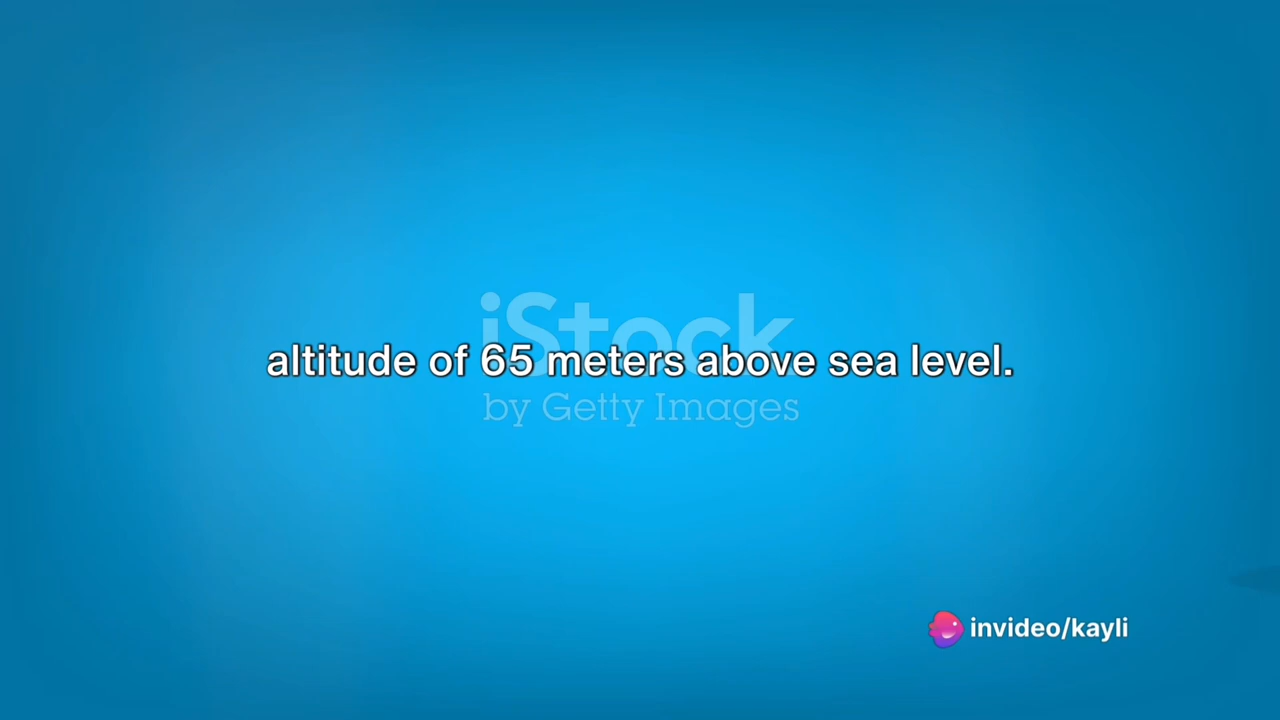 iStock
altitude of 65 meters above sea level.
by Getty Images
invideo/kayli